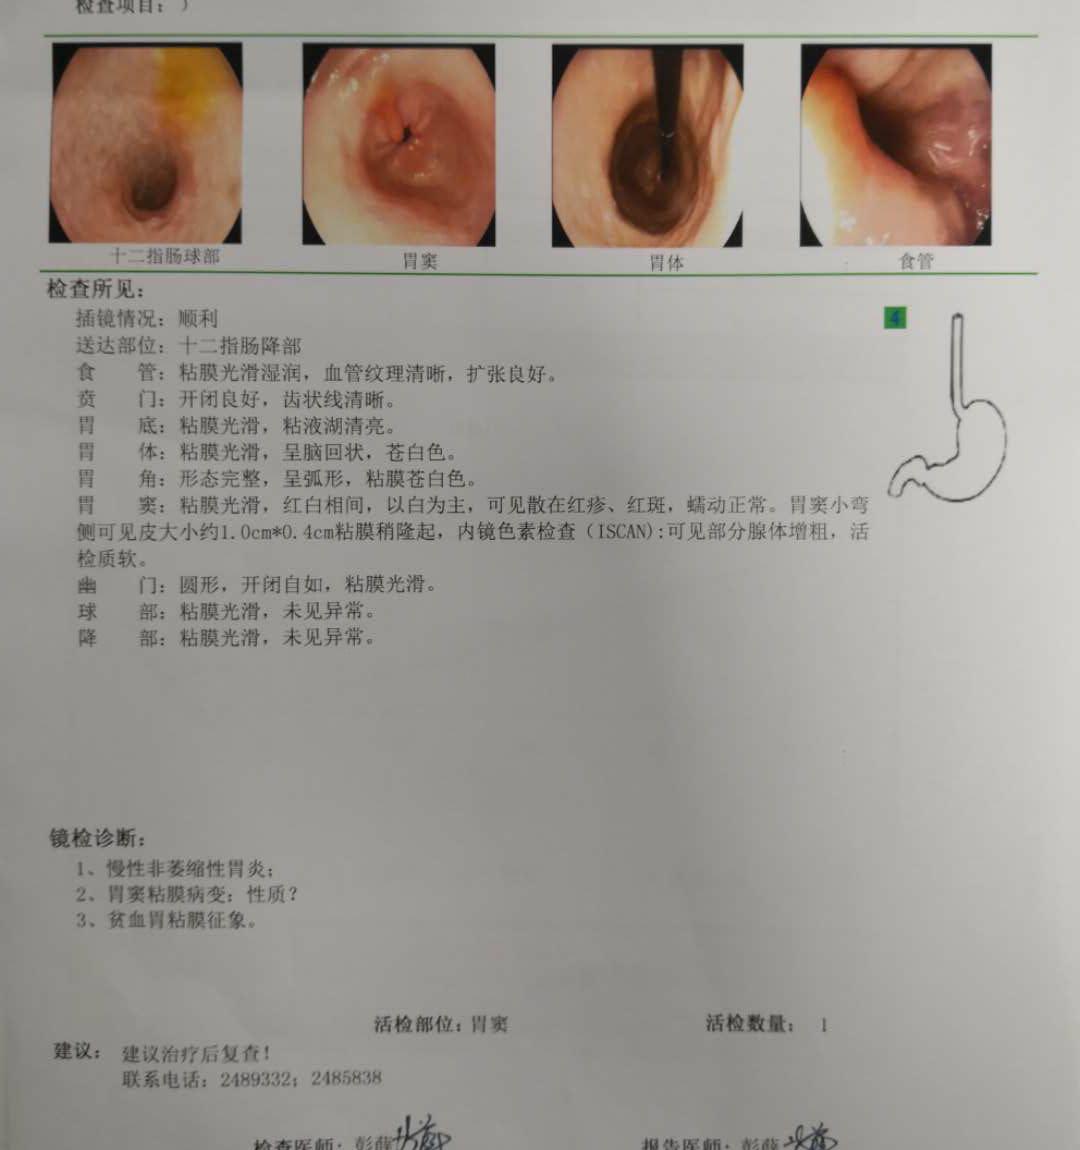 检查项目: )
十二指肠球部 胃窦 胃体 食管
检查所见:
4
插镜情况: 顺利
送达部位: 十二指肠降部
食 管: 粘膜光滑湿润, 血管纹理清晰, 扩张良好。
贲 门: 开闭良好, 齿状线清晰。
胃 底: 粘膜光滑, 粘液湖清亮。
胃 体: 粘膜光滑, 呈脑回状, 苍白色。
胃 角: 形态完整, 呈弧形, 粘膜苍白色。
胃 窦: 粘膜光滑, 红白相间, 以白为主, 可见散在红疹、红斑, 蠕动正常。胃窦小弯
侧可见皮大小约1.0cm*0.4cm粘膜稍隆起, 内镜色素检查(ISCAN):可见部分腺体增粗, 活
检质软。
幽 门: 圆形, 开闭自如, 粘膜光滑。
球 部: 粘膜光滑, 未见异常。
降 部: 粘膜光滑, 未见异常。
镜检诊断:
1、慢性非萎缩性胃炎;
2、胃窦粘膜病变: 性质?
3、贫血胃粘膜征象。
活检部位: 胃窦 活检数量: 1
建议: 建议治疗后复查!
联系电话: 2489332; 2485838
检查医师: 彭薛 报告医师: 彭薛